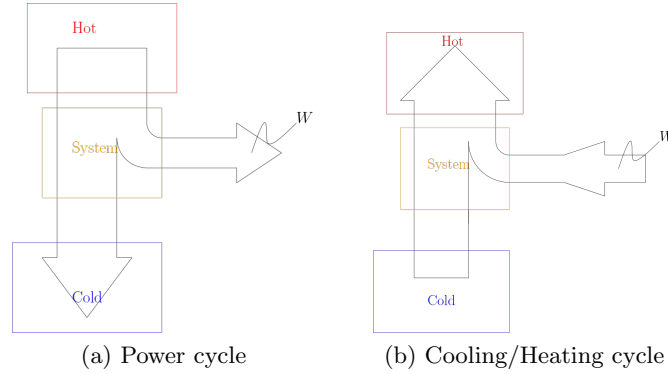 Hot
System
W
Cold
(a) Power cycle
Hot
System
W
Cold
(b) Cooling/Heating cycle